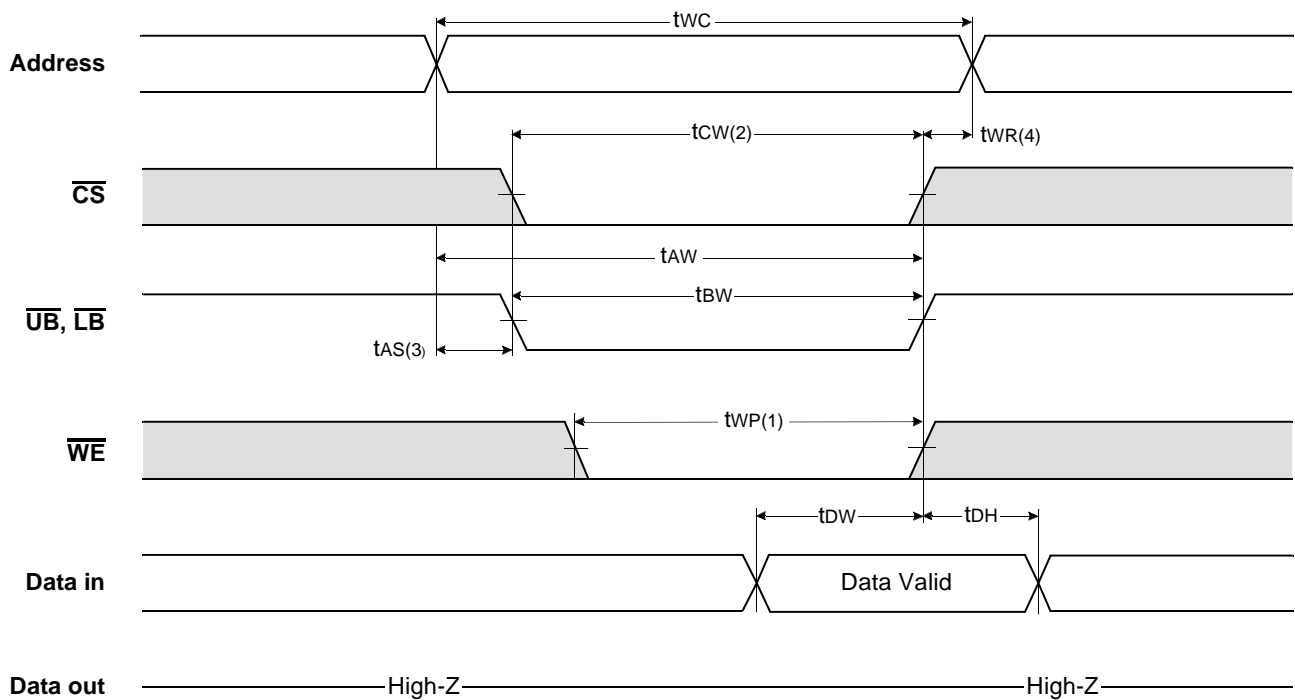 tWC
Address
tCW(2)
tWR(4)
CS
tAW
tBW
UB, LB
tAS(3)
tWP(1)
WE
tDW
tDH
Data in
Data Valid
Data out
High-Z
High-Z